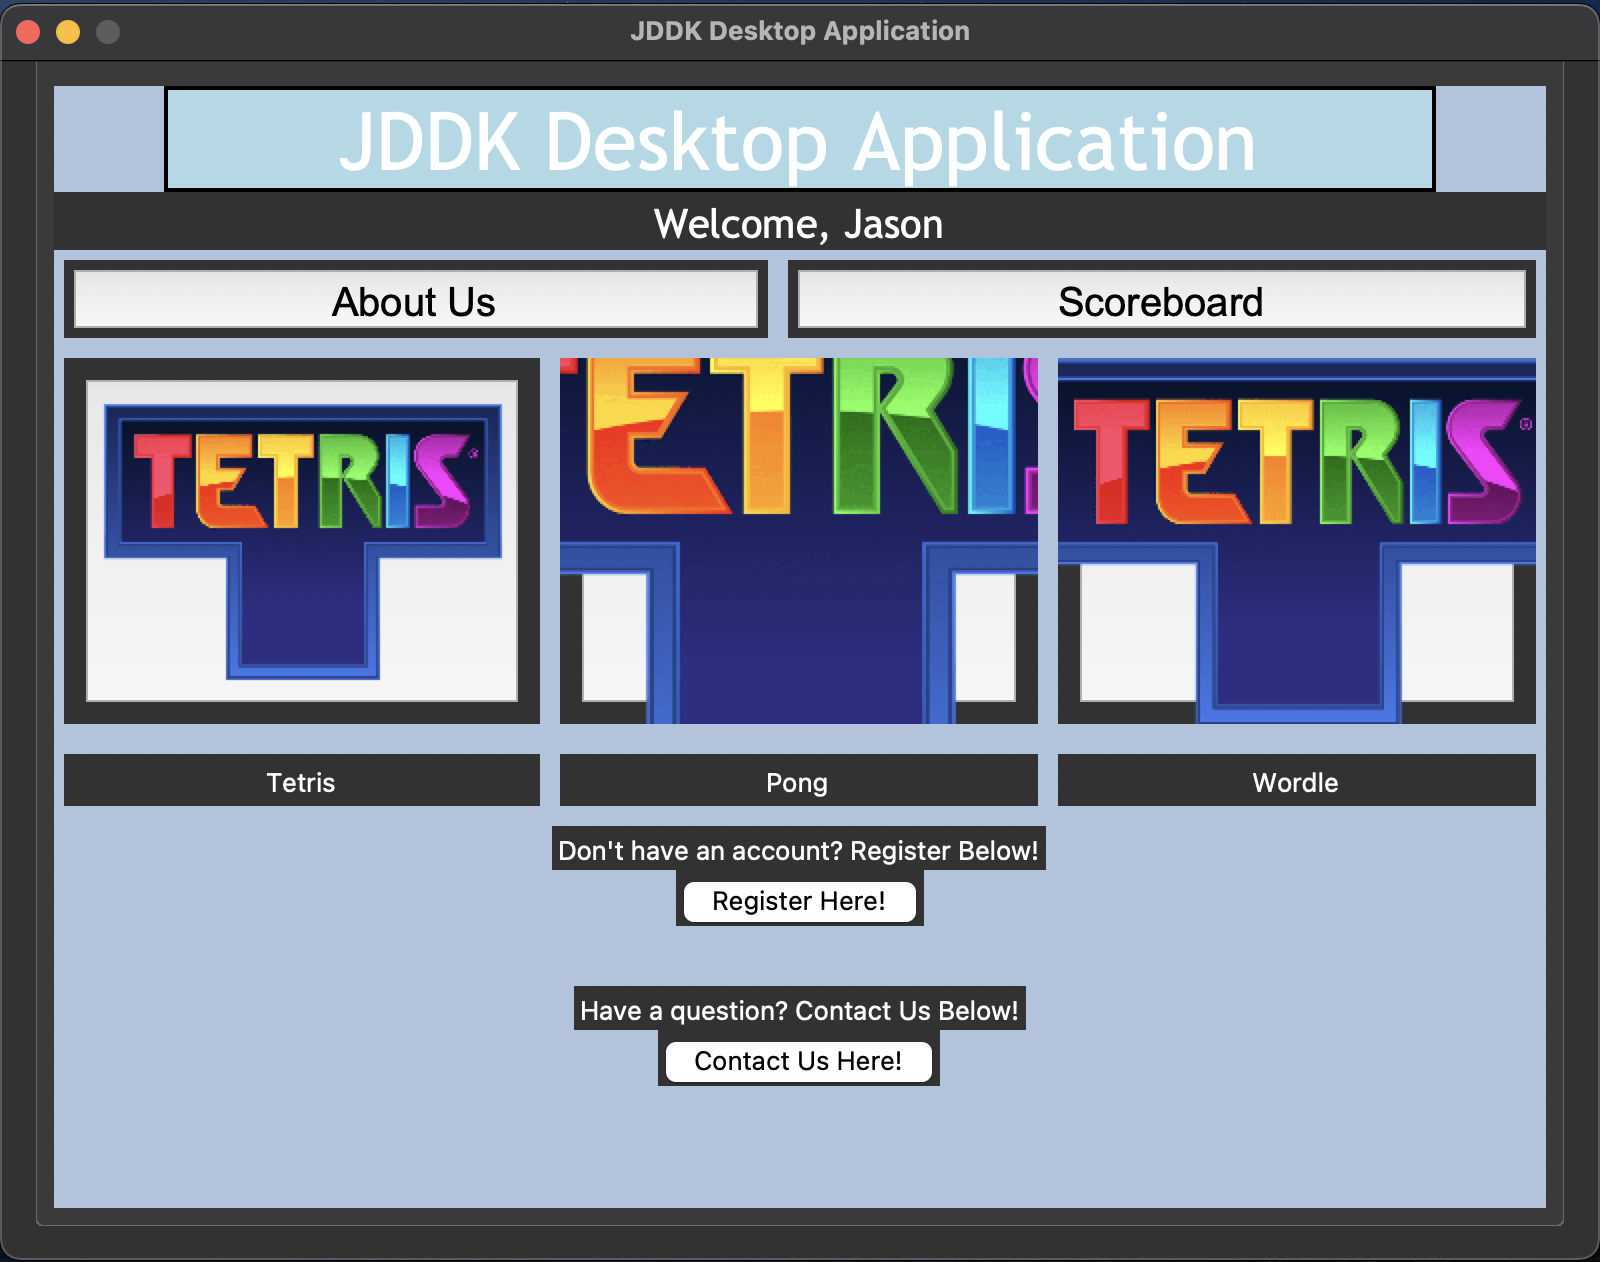 JDDK Desktop Application
JDDK Desktop Application
Welcome, Jason
About Us
Scoreboard
TETRIS®
ETRIS
TETRIS®
Tetris
Pong
Wordle
Don't have an account? Register Below!
Register Here!
Have a question? Contact Us Below!
Contact Us Here!